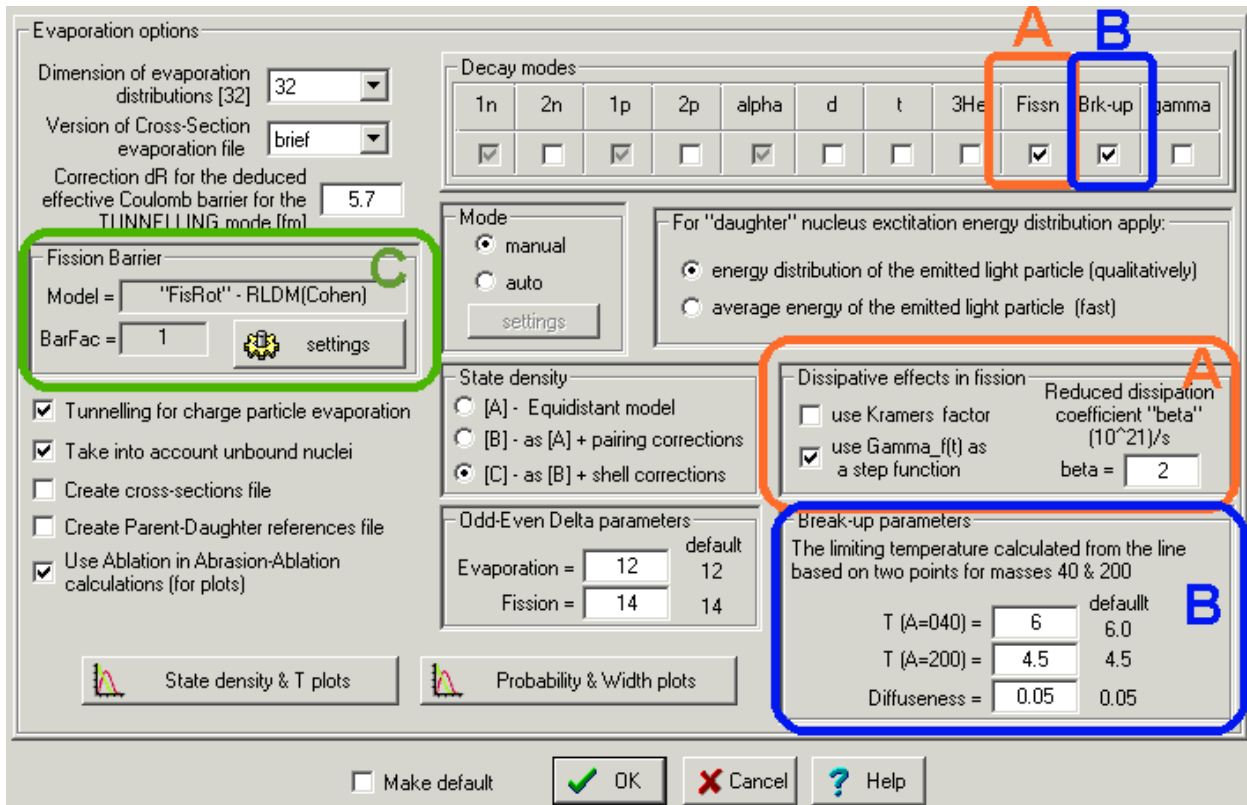 Evaporation options
A
B
Dimension of evaporation
distributions [32]
32
Version of Cross-Section
evaporation file
brief
Correction dR for the deduced
effective Coulomb barrier for the
TUNNELLING mode [fm]
5.7
Decay modes
1n 2n 1p 2p alpha d t 3He Fissn Brk-up gamma
Fission Barrier
C
Model = "FisRot" - RLDM(Cohen)
BarFac = 1
settings
Mode
manual
auto
settings
For "daughter" nucleus exctitation energy distribution apply:
energy distribution of the emitted light particle (qualitatively)
average energy of the emitted light particle (fast)
Tunnelling for charge particle evaporation
Take into account unbound nuclei
Create cross-sections file
Create Parent-Daughter references file
Use Ablation in Abrasion-Ablation
calculations (for plots)
State density
[A] - Equidistant model
[B] - as [A] + pairing corrections
[C] - as [B] + shell corrections
Dissipative effects in fission
A
use Kramers factor
use Gamma_f(t) as
a step function
Reduced dissipation
coefficient "beta"
(10^21)/s
beta = 2
Odd-Even Delta parameters
default
Evaporation = 12 12
Fission = 14 14
Break-up parameters
The limiting temperature calculated from the line
based on two points for masses 40 & 200
B
defaullt
T (A=040) = 6 6.0
T (A=200) = 4.5 4.5
Diffuseness = 0.05 0.05
State density & T plots
Probability & Width plots
Make default
OK
Cancel
? Help